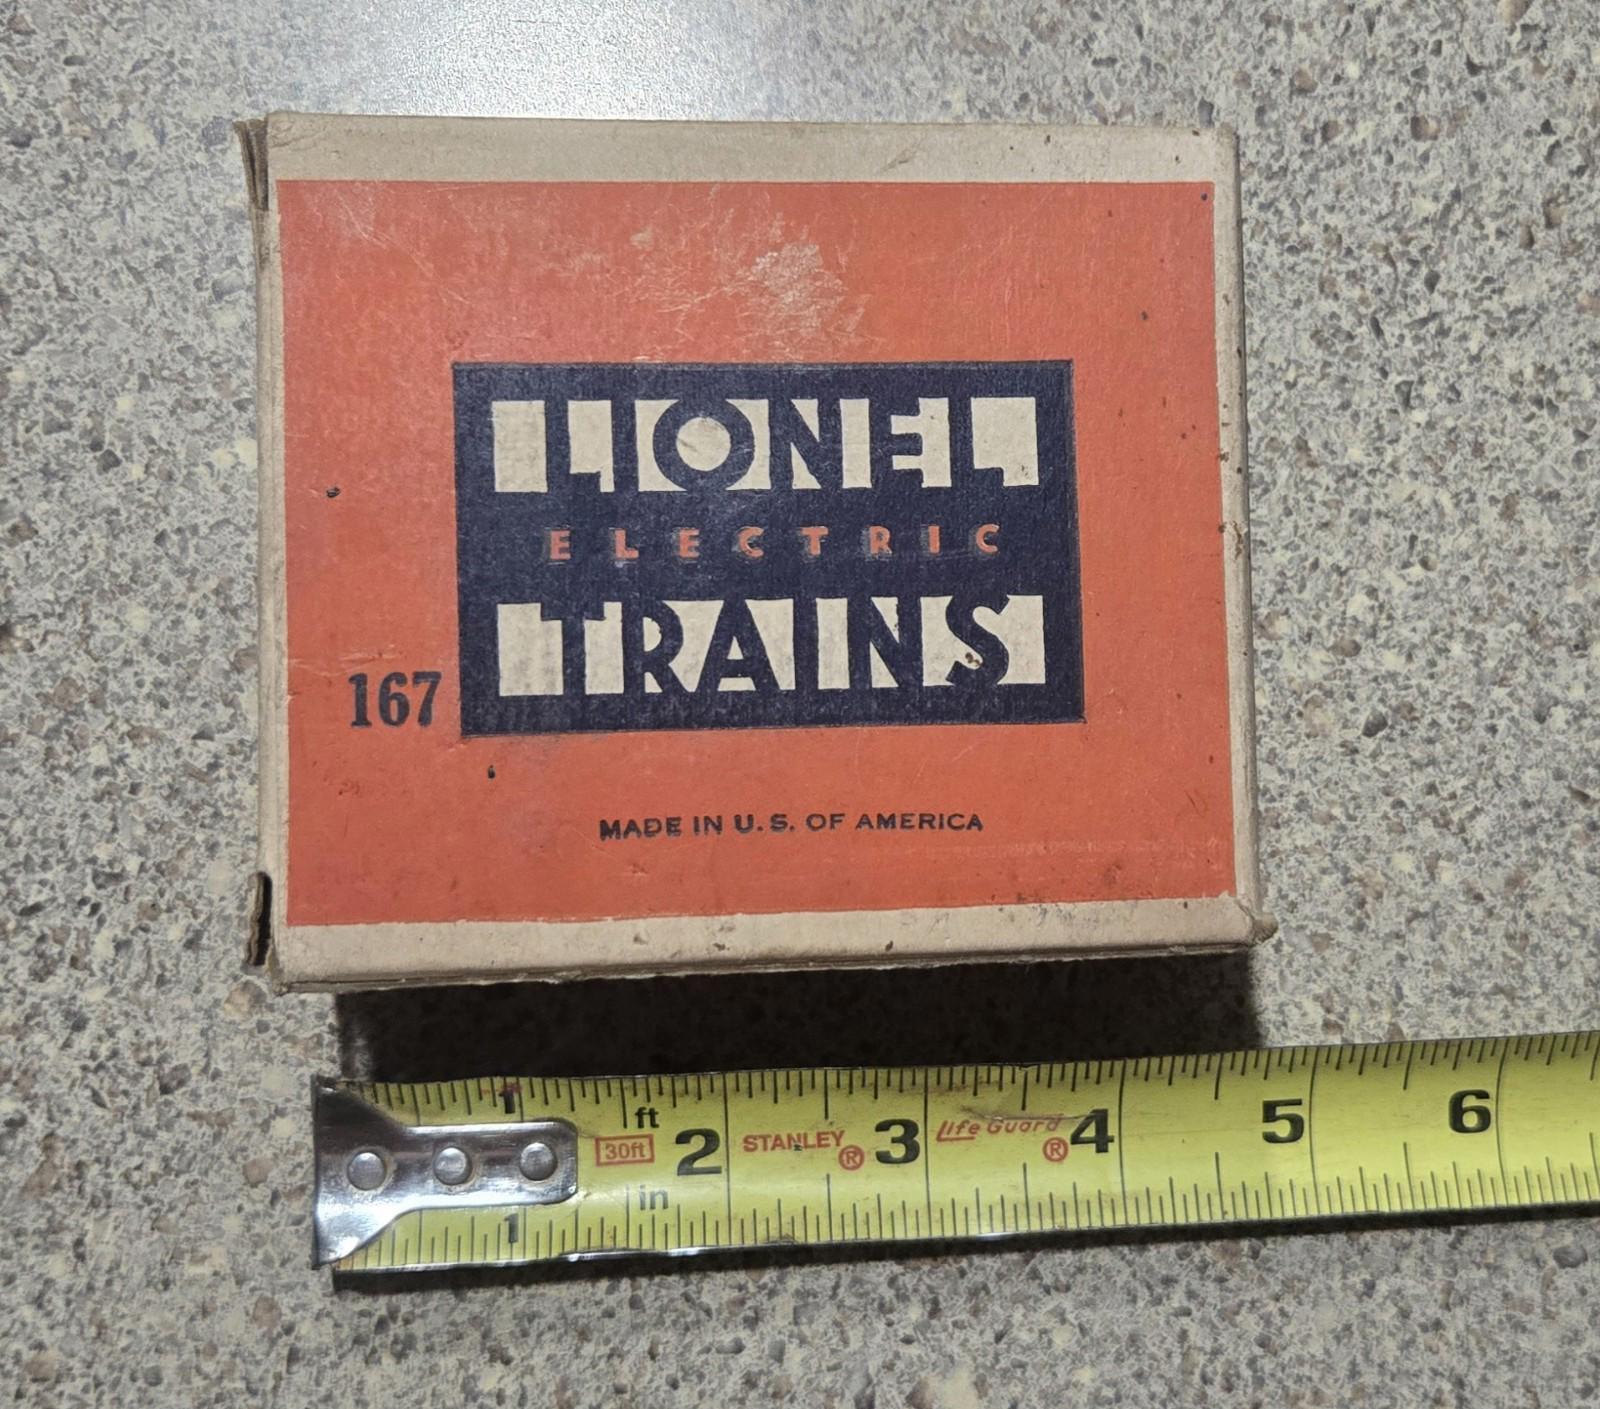 LIONEL
ELECTRIC
TRAINS
167
MADE IN U.S. OF AMERICA
1 ft 2 3 4 5 6
30ft STANLEY® Life Guard®
in
1